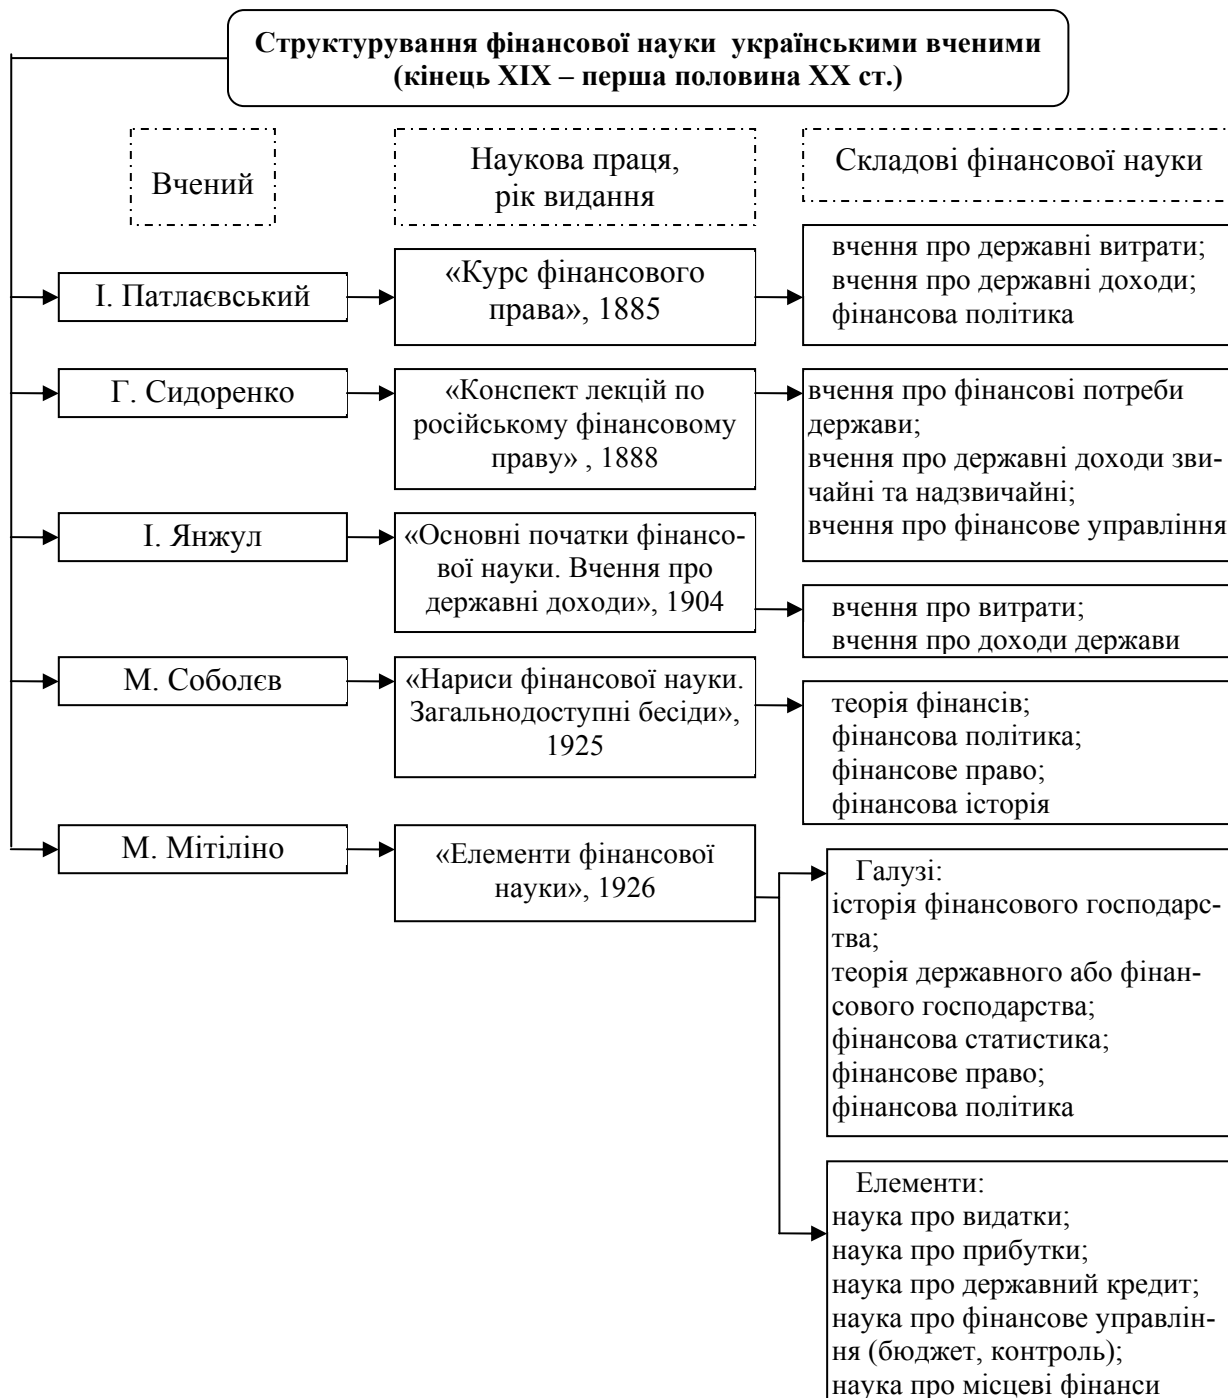 Структурування фінансової науки українськими вченими
(кінець XIX – перша половина XX ст.)
Вчений
Наукова праця,
рік видання
Складові фінансової науки
І. Патлаєвський
«Курс фінансового
права», 1885
вчення про державні витрати;
вчення про державні доходи;
фінансова політика
Г. Сидоренко
«Конспект лекцій по
російському фінансовому
праву» , 1888
вчення про фінансові потреби
держави;
вчення про державні доходи зви-
чайні та надзвичайні;
вчення про фінансове управління
І. Янжул
«Основні початки фінансо-
вої науки. Вчення про
державні доходи», 1904
вчення про витрати;
вчення про доходи держави
М. Соболєв
«Нариси фінансової науки.
Загальнодоступні бесіди»,
1925
теорія фінансів;
фінансова політика;
фінансове право;
фінансова історія
М. Мітіліно
«Елементи фінансової
науки», 1926
Галузі:
історія фінансового господарс-
тва;
теорія державного або фінан-
сового господарства;
фінансова статистика;
фінансове право;
фінансова політика
Елементи:
наука про видатки;
наука про прибутки;
наука про державний кредит;
наука про фінансове управлін-
ня (бюджет, контроль);
наука про місцеві фінанси